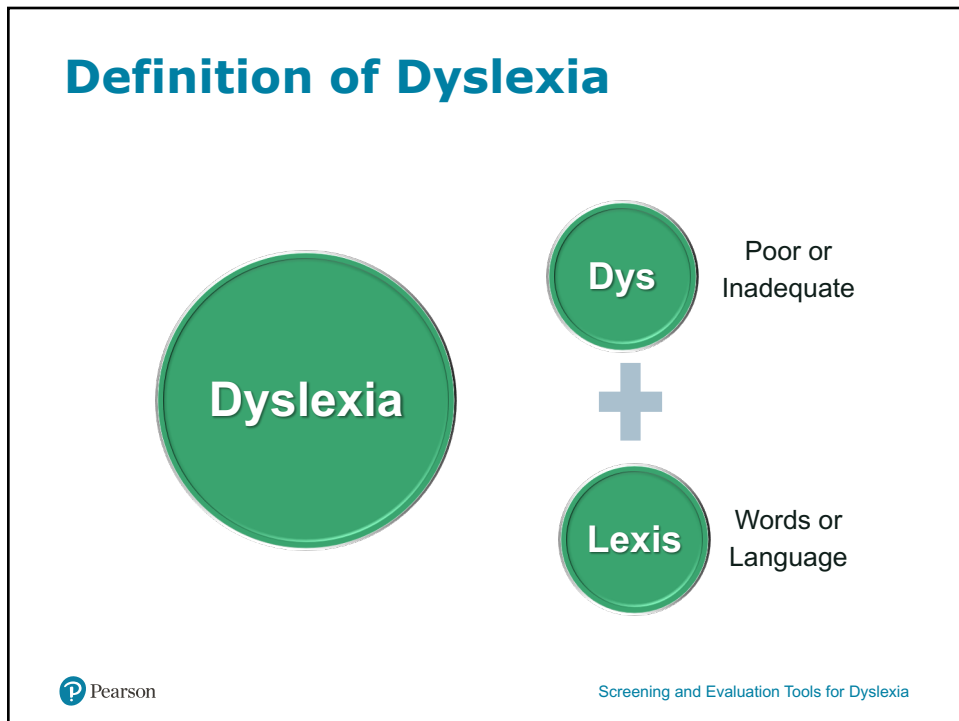 Definition of Dyslexia
Dyslexia
Dys
Poor or
Inadequate
Lexis
Words or
Language
Pearson
Screening and Evaluation Tools for Dyslexia